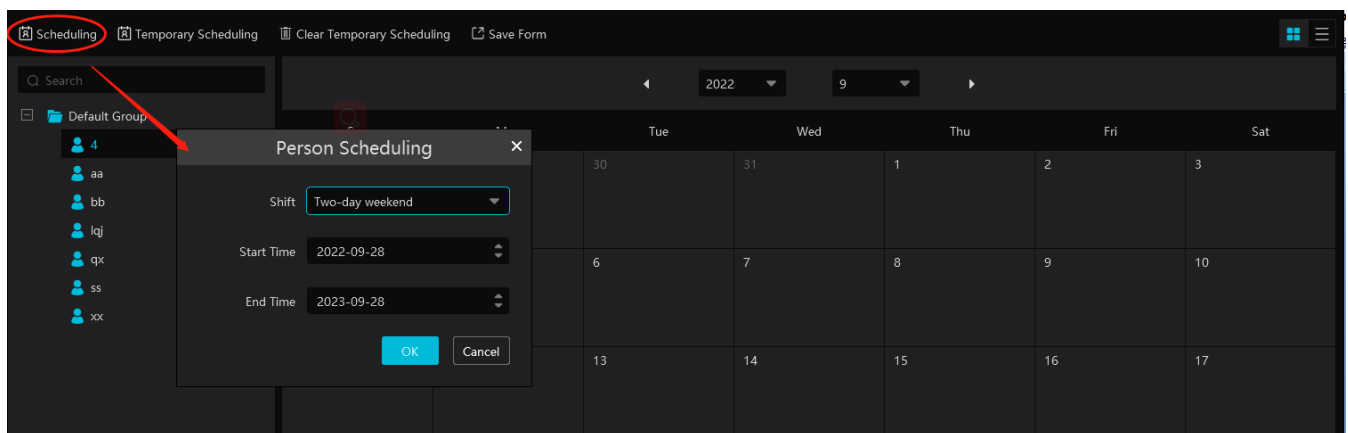 Scheduling Temporary Scheduling Clear Temporary Scheduling Save Form
Search
2022 9
Default Group
Tue Wed Thu Fri Sat
4
Person Scheduling
30 31 1 2 3
aa
Shift Two-day weekend
bb
lqj
Start Time 2022-09-28
qx
6 7 8 9 10
ss
End Time 2023-09-28
xx
OK Cancel
13 14 15 16 17